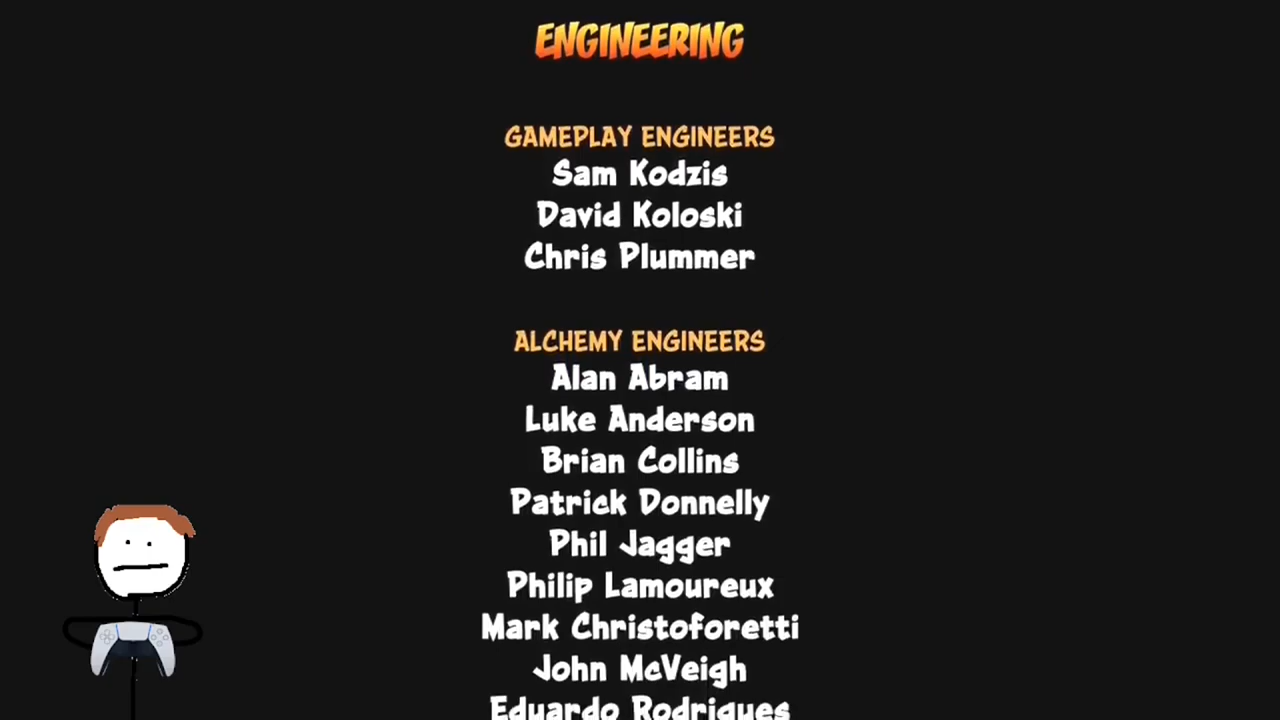 ENGINEERING
GAMEPLAY ENGINEERS
Sam Kodzis
David Koloski
Chris Plummer
ALCHEMY ENGINEERS
Alan Abram
Luke Anderson
Brian Collins
Patrick Donnelly
Phil Jagger
Philip Lamoureux
Mark Christoforetti
John McVeigh
Eduardo Rodrigues